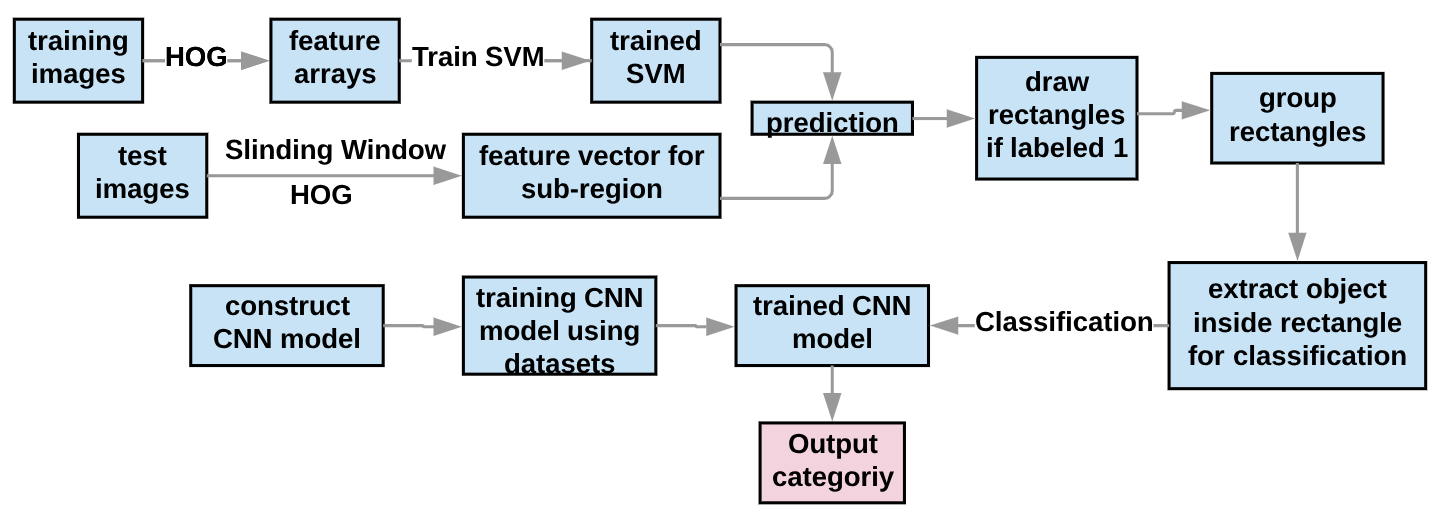 training
images
HOG
feature
arrays
Train SVM
trained
SVM
prediction
draw
rectangles
if labeled 1
group
rectangles
test
images
Slinding Window
HOG
feature vector for
sub-region
construct
CNN model
training CNN
model using
datasets
trained CNN
model
Classification
extract object
inside rectangle
for classification
Output
categoriy